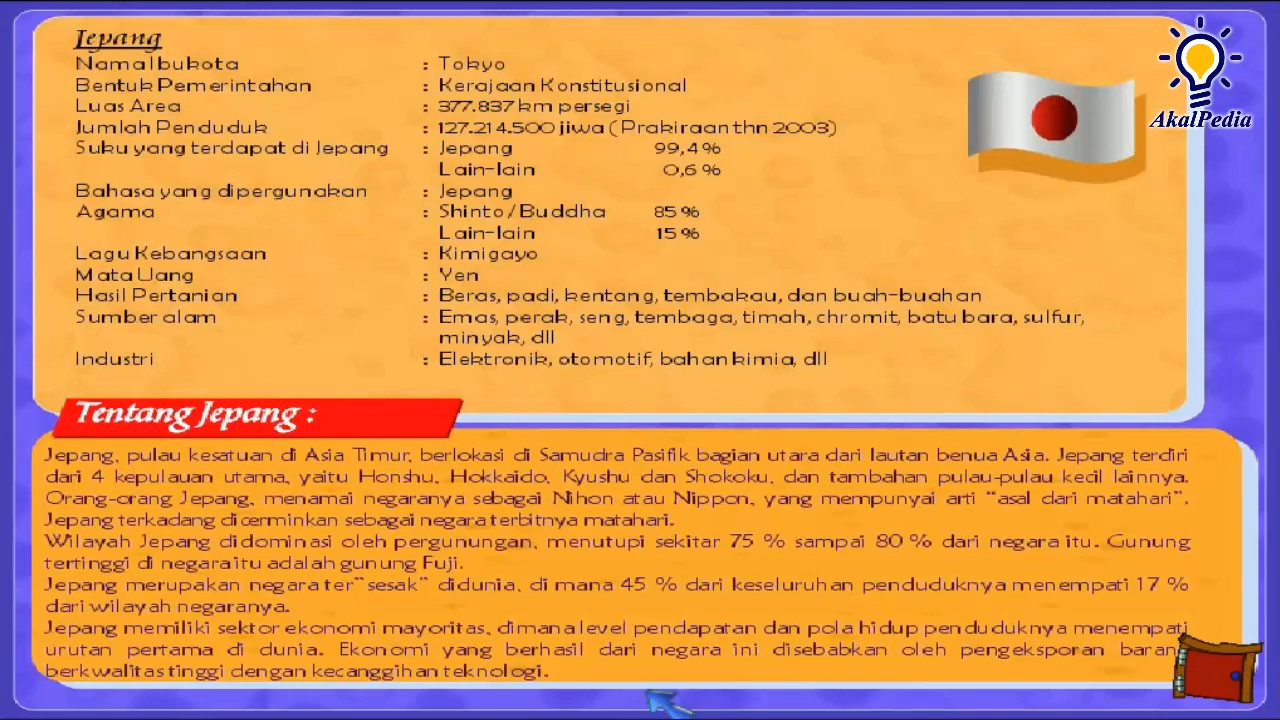 Jepang
AkalPedia
Nama Ibukota : Tokyo
Bentuk Pemerintahan : Kerajaan Konstitusional
Luas Area : 377.837 km persegi
Jumlah Penduduk : 127.214.500 jiwa ( Prakiraan thn 2003)
Suku yang terdapat di Jepang : Jepang 99,4 %
Lain-lain 0,6 %
Bahasa yang dipergunakan : Jepang
Agama : Shinto / Buddha 85 %
Lain-lain 15 %
Lagu Kebangsaan : Kimigayo
Mata Uang : Yen
Hasil Pertanian : Beras, padi, kentang, tembakau, dan buah-buahan
Sumber alam : Emas, perak, seng, tembaga, timah, chromit, batu bara, sulfur,
minyak, dll
Industri : Elektronik, otomotif, bahan kimia, dll
Tentang Jepang :
Jepang, pulau kesatuan di Asia Timur, berlokasi di Samudra Pasifik bagian utara dari lautan benua Asia. Jepang terdiri
dari 4 kepulauan utama, yaitu Honshu, Hokkaido, Kyushu dan Shokoku, dan tambahan pulau-pulau kecil lainnya.
Orang-orang Jepang, menamai negaranya sebagai Nihon atau Nippon, yang mempunyai arti "asal dari matahari".
Jepang terkadang dicerminkan sebagai negara terbitnya matahari.
Wilayah Jepang didominasi oleh pergunungan, menutupi sekitar 75 % sampai 80 % dari negara itu. Gunung
tertinggi di negara itu adalah gunung Fuji.
Jepang merupakan negara ter"sesak" didunia, di mana 45 % dari keseluruhan penduduknya menempati 17 %
dari wilayah negaranya.
Jepang memiliki sektor ekonomi mayoritas, dimana level pendapatan dan pola hidup penduduknya menempati
urutan pertama di dunia. Ekonomi yang berhasil dari negara ini disebabkan oleh pengeksporan baran
berkwalitas tinggi dengan kecanggihan teknologi.